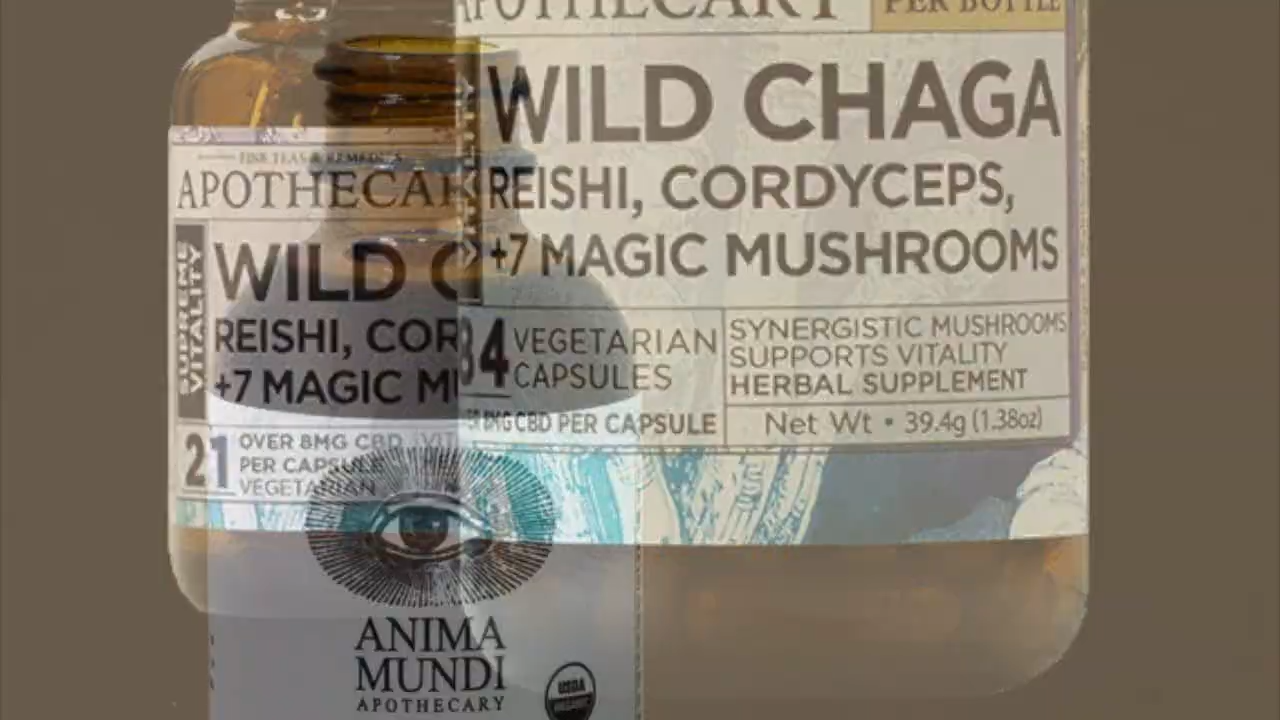 APOTHECARY
PER BOTTLE
WILD CHAGA
REISHI, CORDYCEPS,
+7 MAGIC MUSHROOMS
84 VEGETARIAN
CAPSULES
CBD PER CAPSULE
SYNERGISTIC MUSHROOMS
SUPPORTS VITALITY
HERBAL SUPPLEMENT
Net Wt • 39.4g (1.38oz)
FINE TEAS & REMEDIES
APOTHECAR
SUPREME
VITALITY
WILD C
REISHI, COR
+7 MAGIC MU
21
OVER 8MG CBD
PER CAPSULE
VEGETARIAN
ANIMA
MUNDI
APOTHECARY
USDA